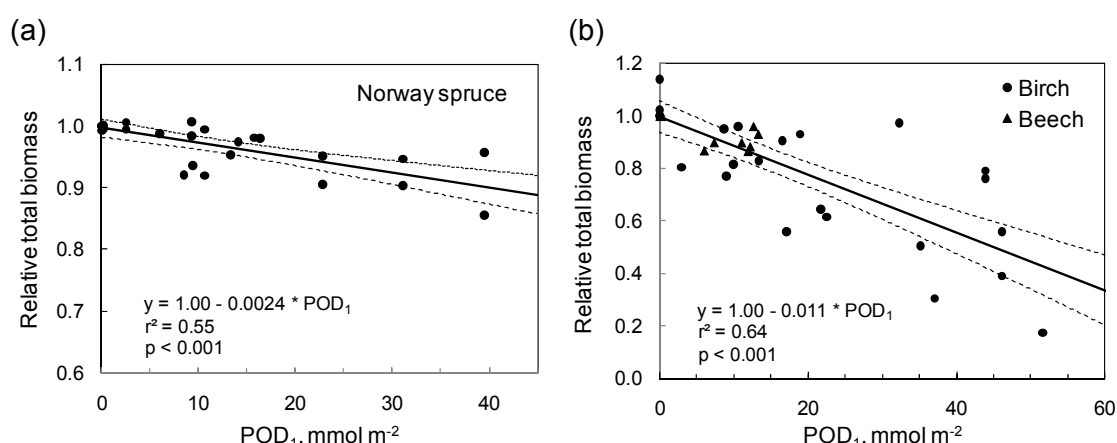 (a)
Relative total biomass
1.1
1.0
0.9
0.8
0.7
0.6
Norway spruce
y = 1.00 - 0.0024 * POD₁
r² = 0.55
p < 0.001
0 10 20 30 40
POD₁, mmol m⁻²
(b)
Relative total biomass
1.2
1.0
0.8
0.6
0.4
0.2
0.0
Birch
Beech
y = 1.00 - 0.011 * POD₁
r² = 0.64
p < 0.001
0 20 40 60
POD₁, mmol m⁻²